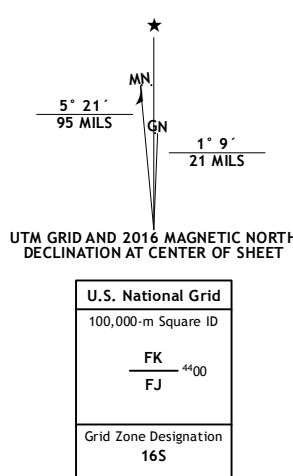 MN
GN
5° 21´
95 MILS
1° 9´
21 MILS
UTM GRID AND 2016 MAGNETIC NORTH
DECLINATION AT CENTER OF SHEET
U.S. National Grid
100,000-m Square ID
FK
4400
FJ
Grid Zone Designation
16S